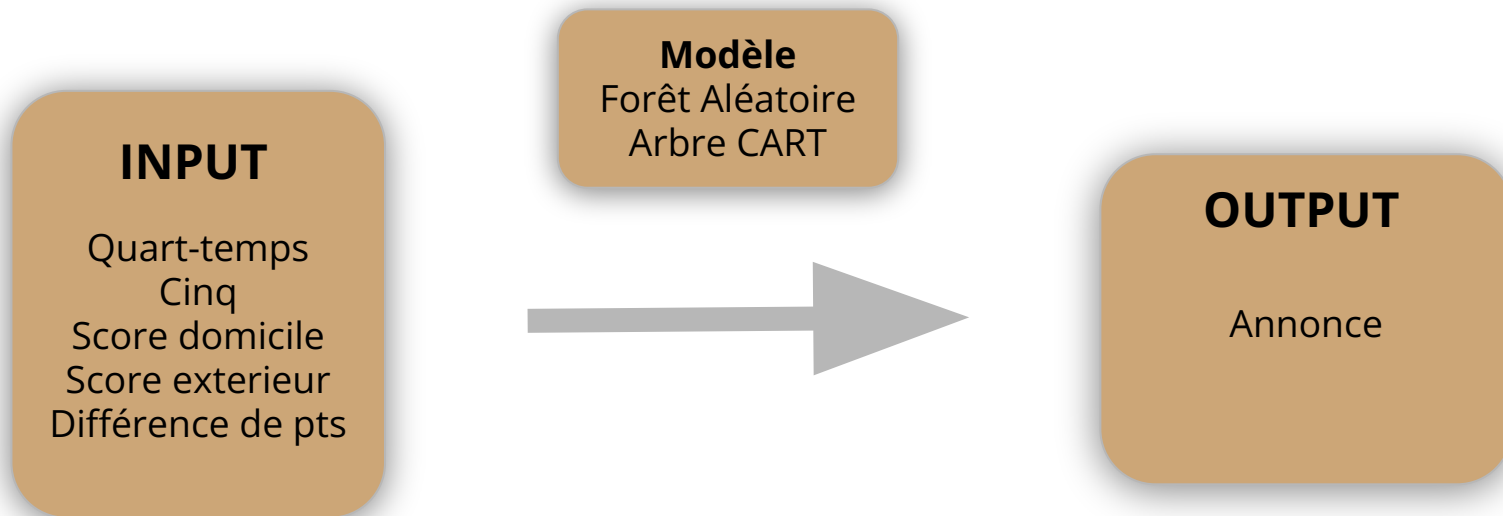 INPUT
Quart-temps
Cinq
Score domicile
Score exterieur
Différence de pts
Modèle
Forêt Aléatoire
Arbre CART
OUTPUT
Annonce